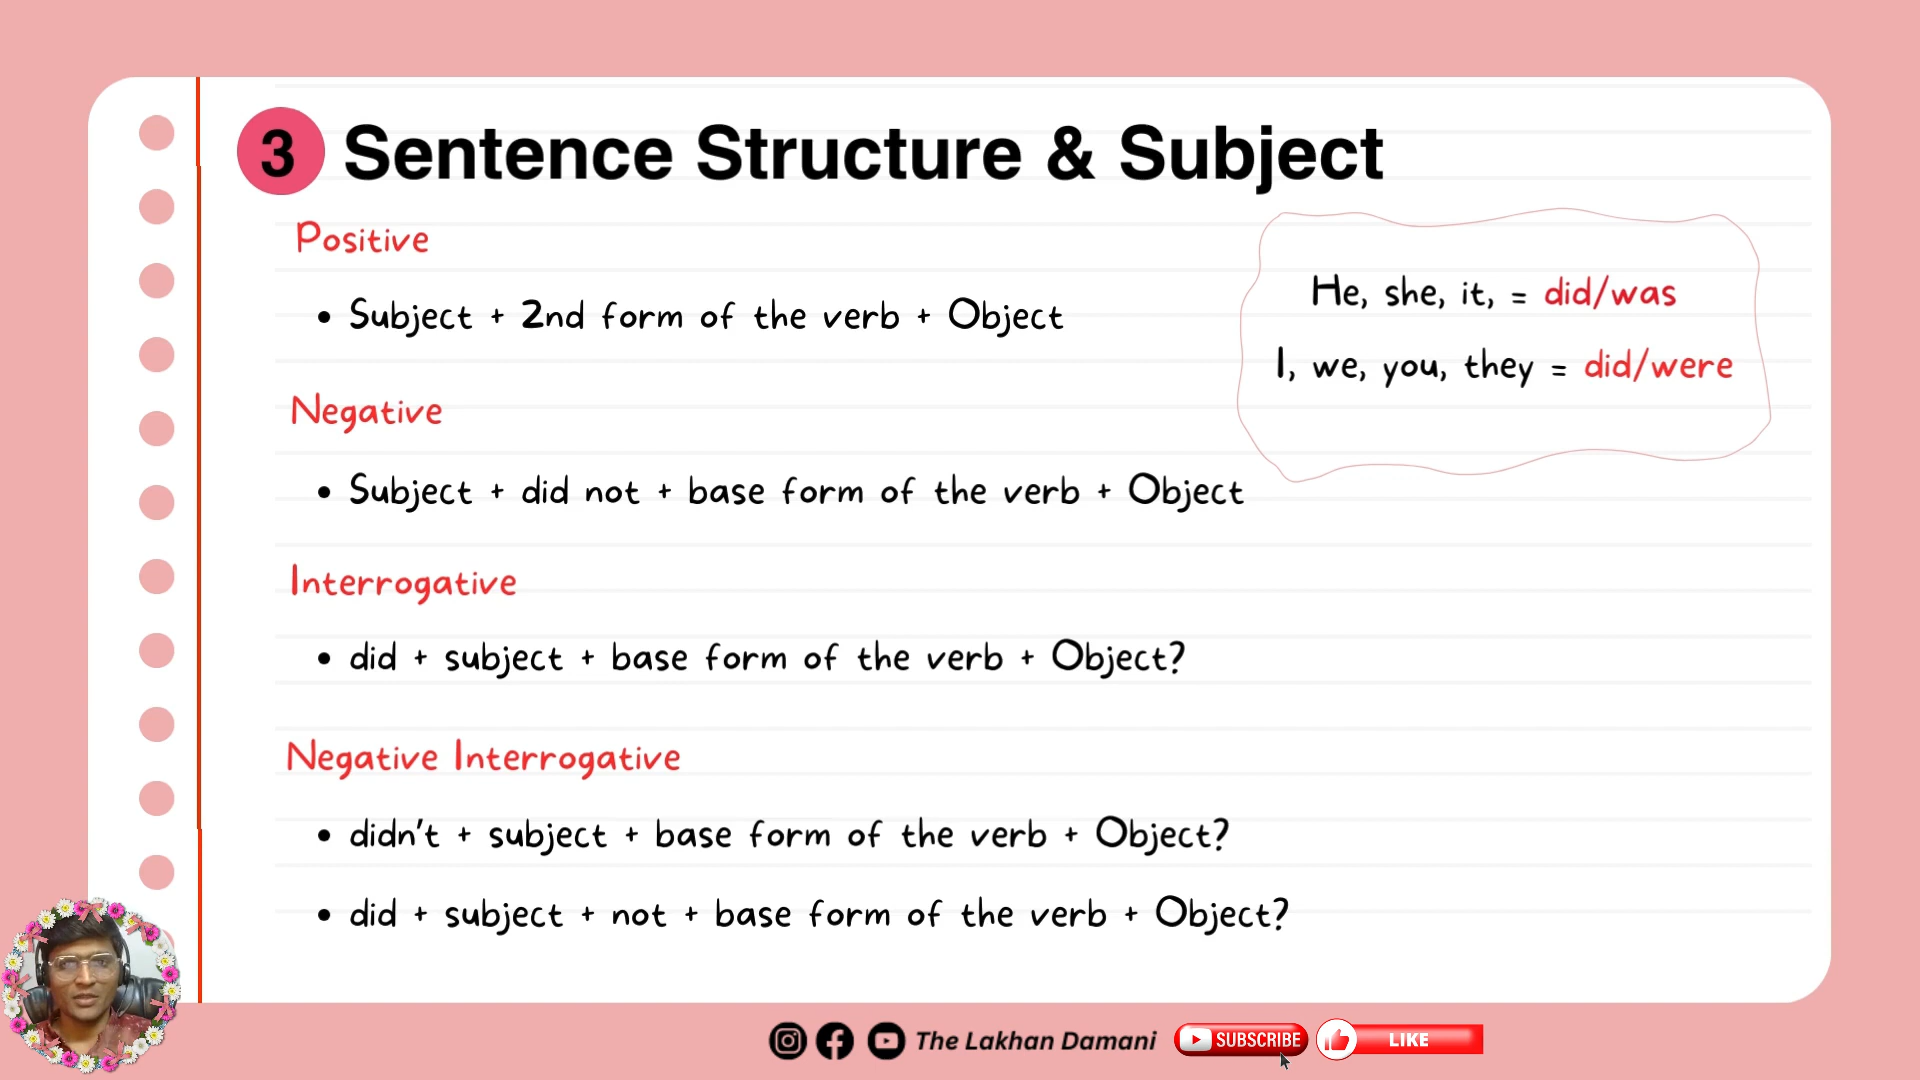 3 Sentence Structure & Subject
Positive
• Subject + 2nd form of the verb + Object
He, she, it, = did/was
I, we, you, they = did/were
Negative
• Subject + did not + base form of the verb + Object
Interrogative
• did + subject + base form of the verb + Object?
Negative Interrogative
• didn't + subject + base form of the verb + Object?
• did + subject + not + base form of the verb + Object?
The Lakhan Damani SUBSCRIBE LIKE